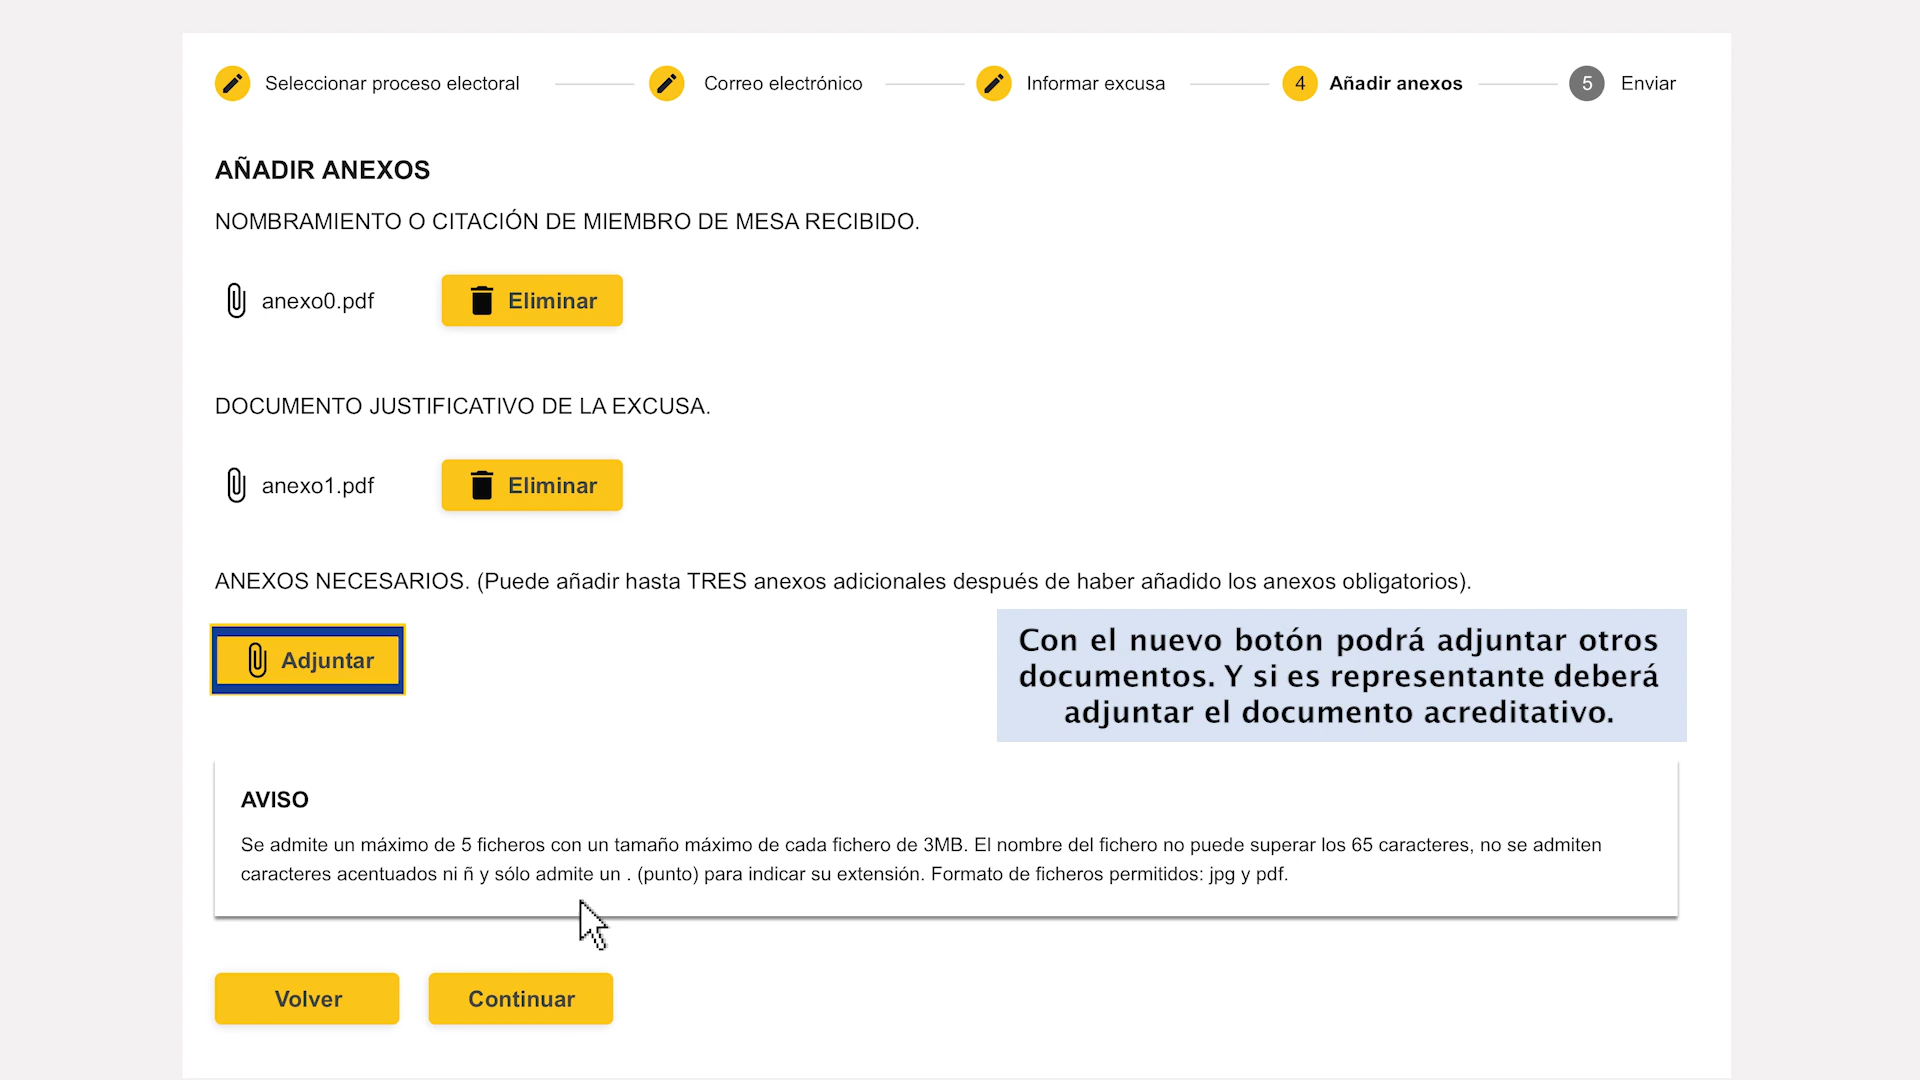 Seleccionar proceso electoral
Correo electrónico
Informar excusa
4 Añadir anexos
5 Enviar
AÑADIR ANEXOS
NOMBRAMIENTO O CITACIÓN DE MIEMBRO DE MESA RECIBIDO.
anexo0.pdf
Eliminar
DOCUMENTO JUSTIFICATIVO DE LA EXCUSA.
anexo1.pdf
Eliminar
ANEXOS NECESARIOS. (Puede añadir hasta TRES anexos adicionales después de haber añadido los anexos obligatorios).
Adjuntar
Con el nuevo botón podrá adjuntar otros
documentos. Y si es representante deberá
adjuntar el documento acreditativo.
AVISO
Se admite un máximo de 5 ficheros con un tamaño máximo de cada fichero de 3MB. El nombre del fichero no puede superar los 65 caracteres, no se admiten
caracteres acentuados ni ñ y sólo admite un . (punto) para indicar su extensión. Formato de ficheros permitidos: jpg y pdf.
Volver
Continuar